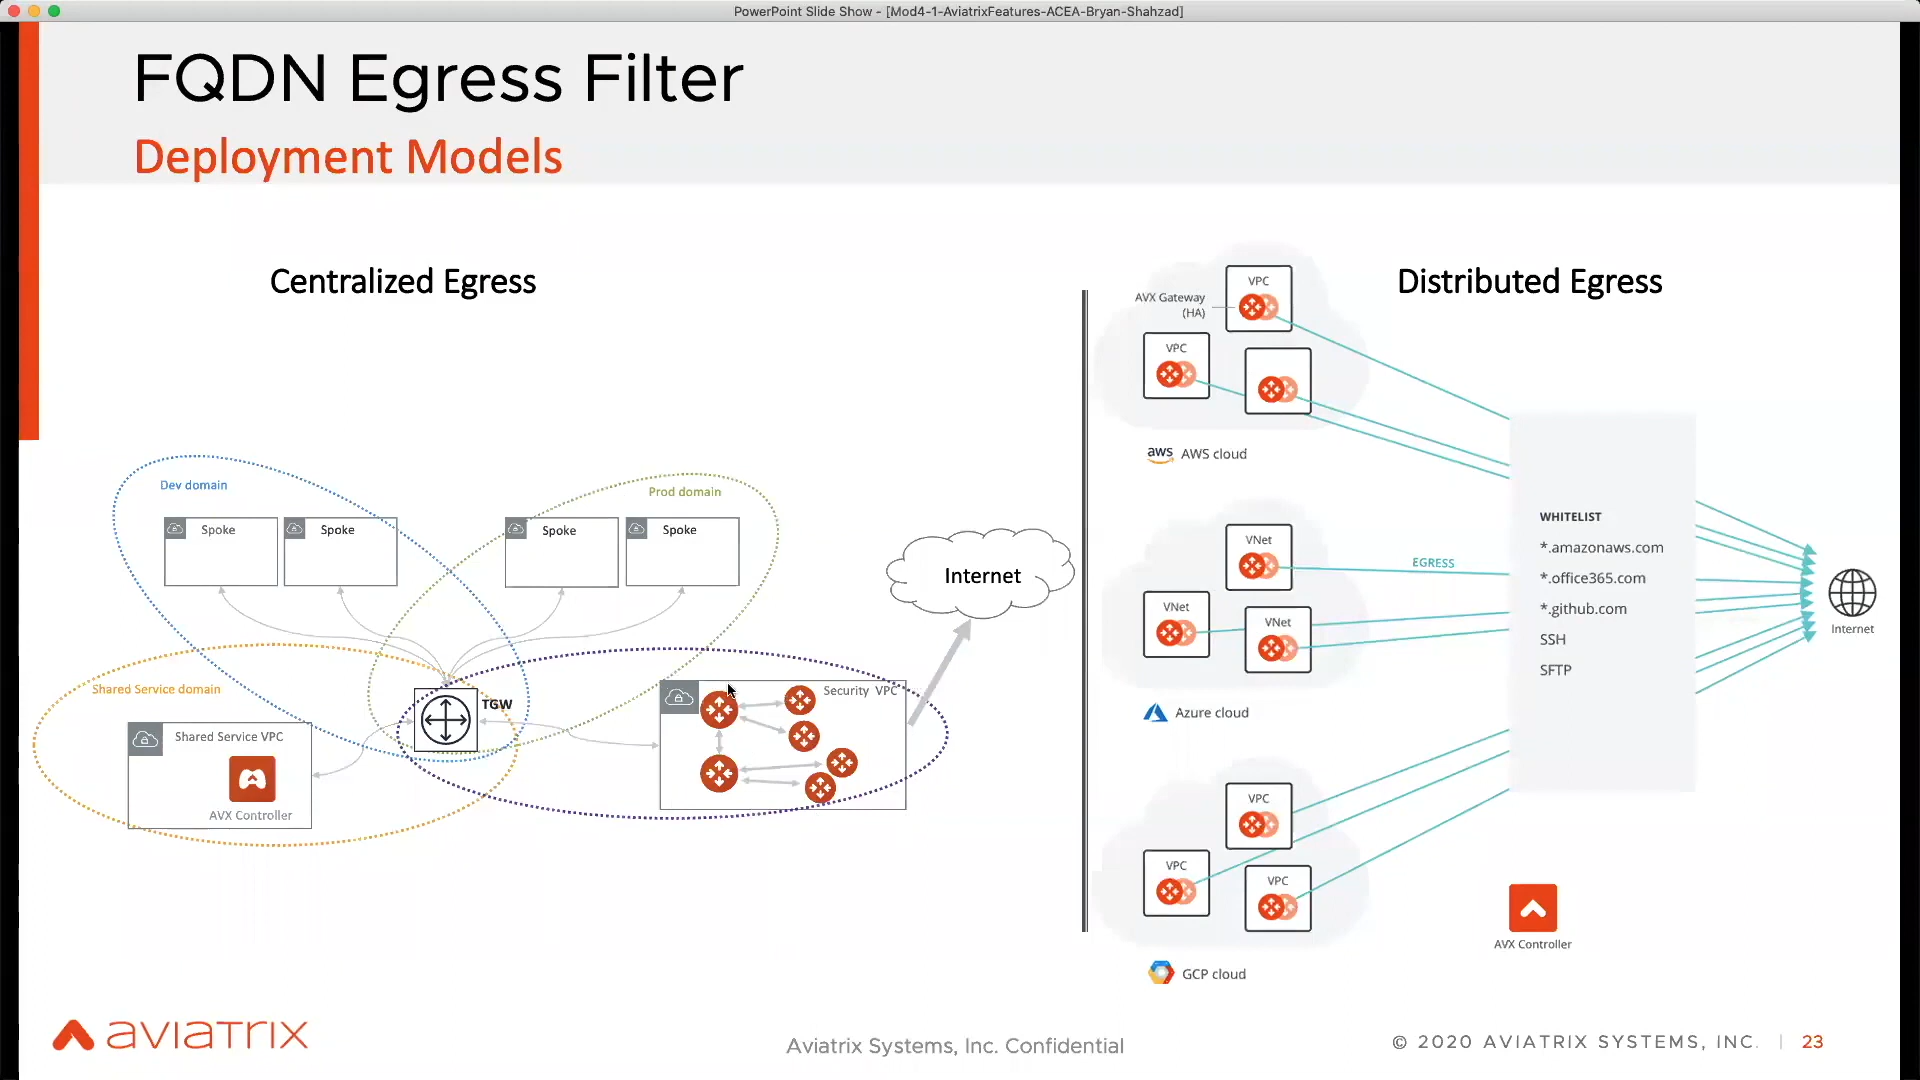 PowerPoint Slide Show - [Mod4-1-AviatrixFeatures-ACEA-Bryan-Shahzad]
FQDN Egress Filter
Deployment Models
Centralized Egress
Dev domain
Spoke
Spoke
Prod domain
Spoke
Spoke
Internet
Shared Service domain
Shared Service VPC
AVX Controller
TGW
Security VPC
Distributed Egress
AVX Gateway
(HA)
VPC
VPC
aws AWS cloud
VNet
VNet
VNet
Azure cloud
VPC
VPC
VPC
GCP cloud
EGRESS
WHITELIST
*.amazonaws.com
*.office365.com
*.github.com
SSH
SFTP
Internet
AVX Controller
aviatrix
Aviatrix Systems, Inc. Confidential
© 2020 AVIATRIX SYSTEMS, INC. | 23